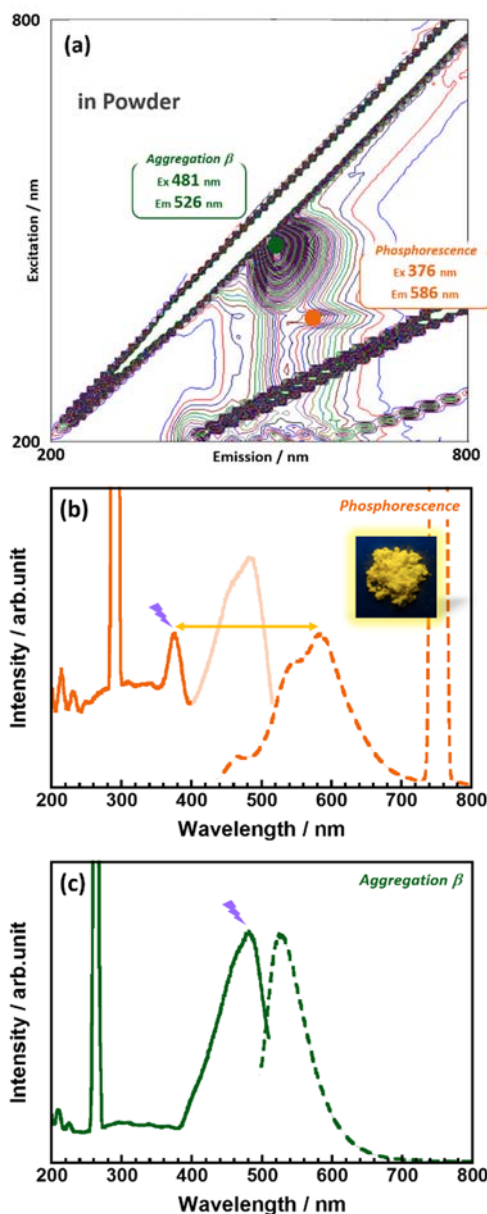 800
(a)
in Powder
Aggregation β
Ex 481 nm
Em 526 nm
Phosphorescence
Ex 376 nm
Em 586 nm
Excitation / nm
200
200
Emission / nm
800
(b)
Phosphorescence
Intensity / arb.unit
200 300 400 500 600 700 800
Wavelength / nm
(c)
Aggregation β
Intensity / arb.unit
200 300 400 500 600 700 800
Wavelength / nm